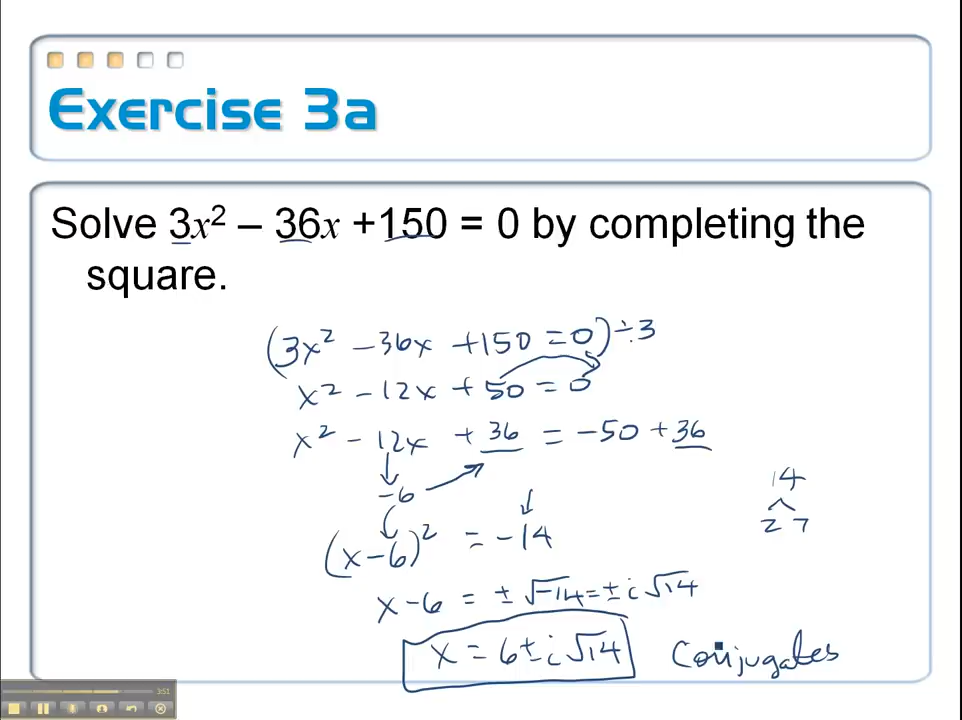 Exercise 3a
Solve 3x² – 36x +150 = 0 by completing the
square.
(3x² - 36x + 150 = 0) ÷ 3
x² - 12x + 50 = 0
x² - 12x + 36 = -50 + 36
-6
14
2 7
(x - 6)² = -14
x - 6 = ± √-14 = ± i √14
x = 6 ± i √14 Conjugates
3:51